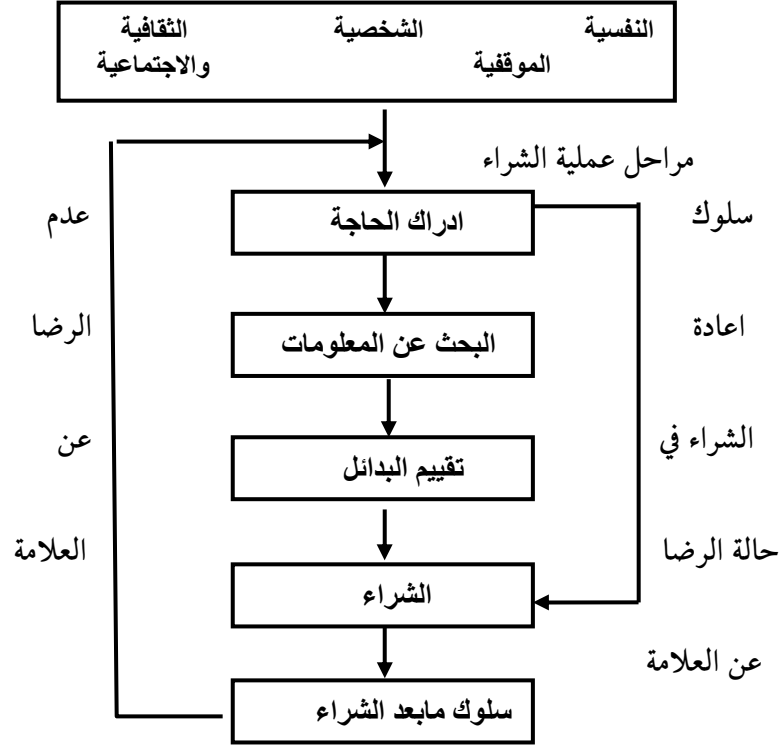 النفسية الشخصية الثقافية
الموقفية والاجتماعية
مراحل عملية الشراء
ادراك الحاجة
البحث عن المعلومات
تقييم البدائل
الشراء
سلوك مابعد الشراء
سلوك
اعادة
الشراء في
حالة الرضا
عن العلامة
عدم
الرضا
عن
العلامة